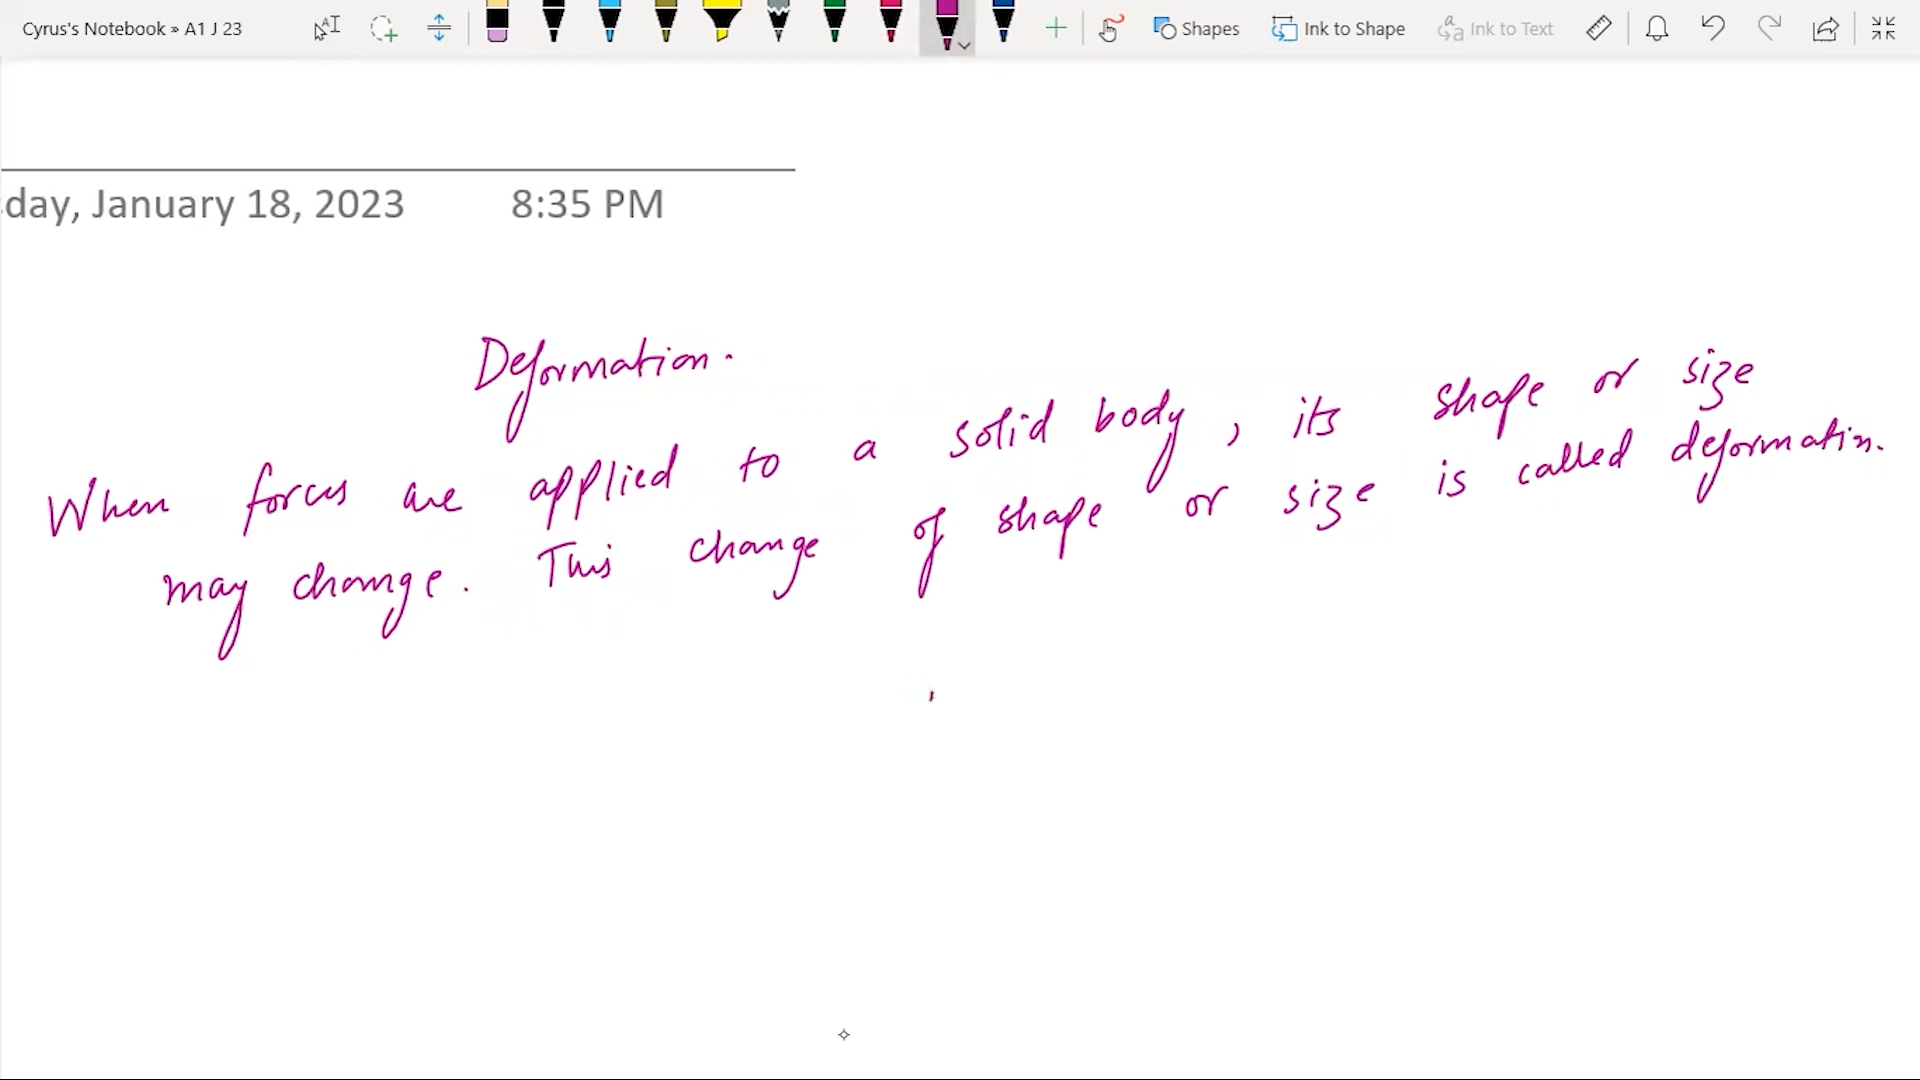 Cyrus's Notebook » A1 J 23
Shapes
Ink to Shape
Ink to Text
day, January 18, 2023 8:35 PM
Deformation.
When forces are applied to a solid body, its shape or size
may change. This change of shape or size is called deformatin.